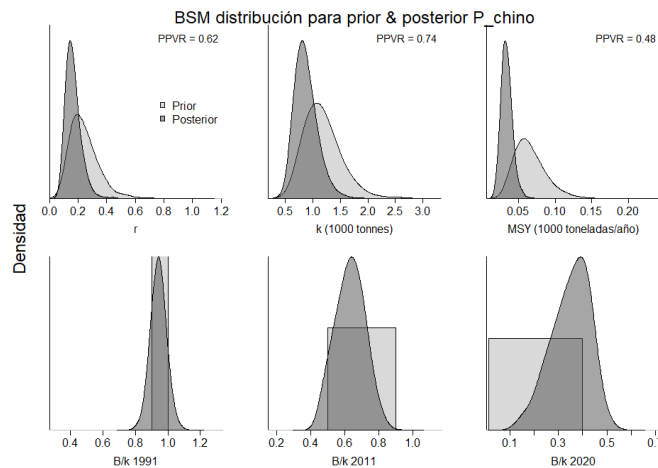 BSM distribución para prior & posterior P_chino
PPVR = 0.62
PPVR = 0.74
PPVR = 0.48
Prior
Posterior
Densidad
0.0 0.2 0.4 0.6 0.8 1.0 1.2
0.5 1.0 1.5 2.0 3.0
0.05 0.10 0.15 0.20
r
k (1000 tonnes)
MSY (1000 toneladas/año)
0.4 0.6 0.8 1.0 1.2
0.2 0.4 0.6 0.8 1.0
0.1 0.3 0.5
B/k 1991
B/k 2011
B/k 2020